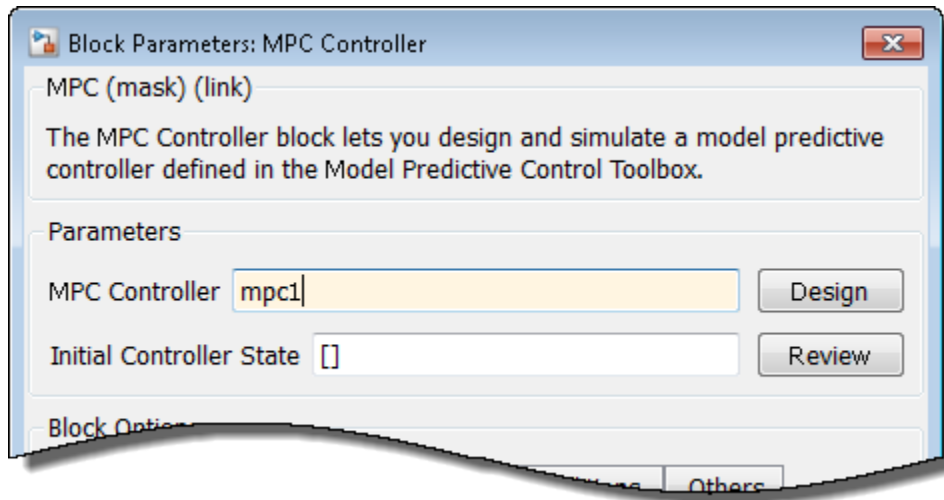 Block Parameters: MPC Controller
MPC (mask) (link)
The MPC Controller block lets you design and simulate a model predictive
controller defined in the Model Predictive Control Toolbox.
Parameters
MPC Controller mpc1 Design
Initial Controller State [] Review
Block
Others